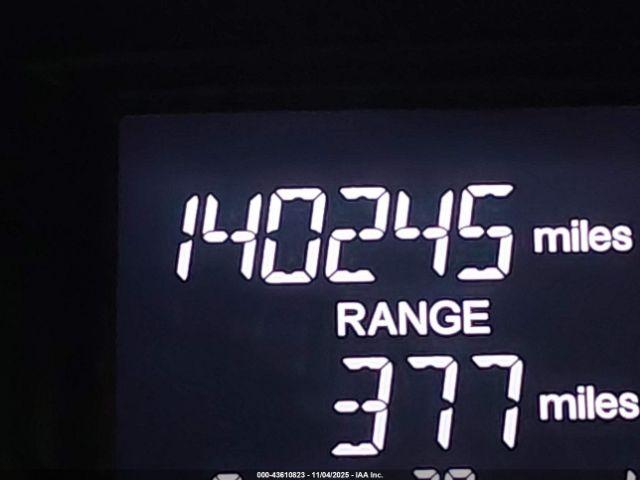 140245 miles
RANGE
377 miles
000-43610823 - 11/04/2025 - IAA Inc.